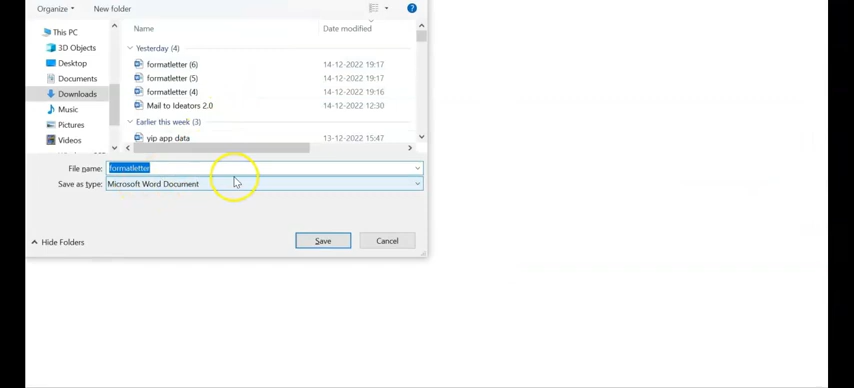 Organize New folder
This PC
3D Objects
Desktop
Documents
Downloads
Music
Pictures
Videos
Name Date modified
Yesterday (4)
formatletter (6) 14-12-2022 19:17
formatletter (5) 14-12-2022 19:17
formatletter (4) 14-12-2022 19:16
Mail to Ideators 2.0 14-12-2022 12:30
Earlier this week (3)
yip app data 13-12-2022 15:47
File name: formatletter
Save as type: Microsoft Word Document
Hide Folders Save Cancel